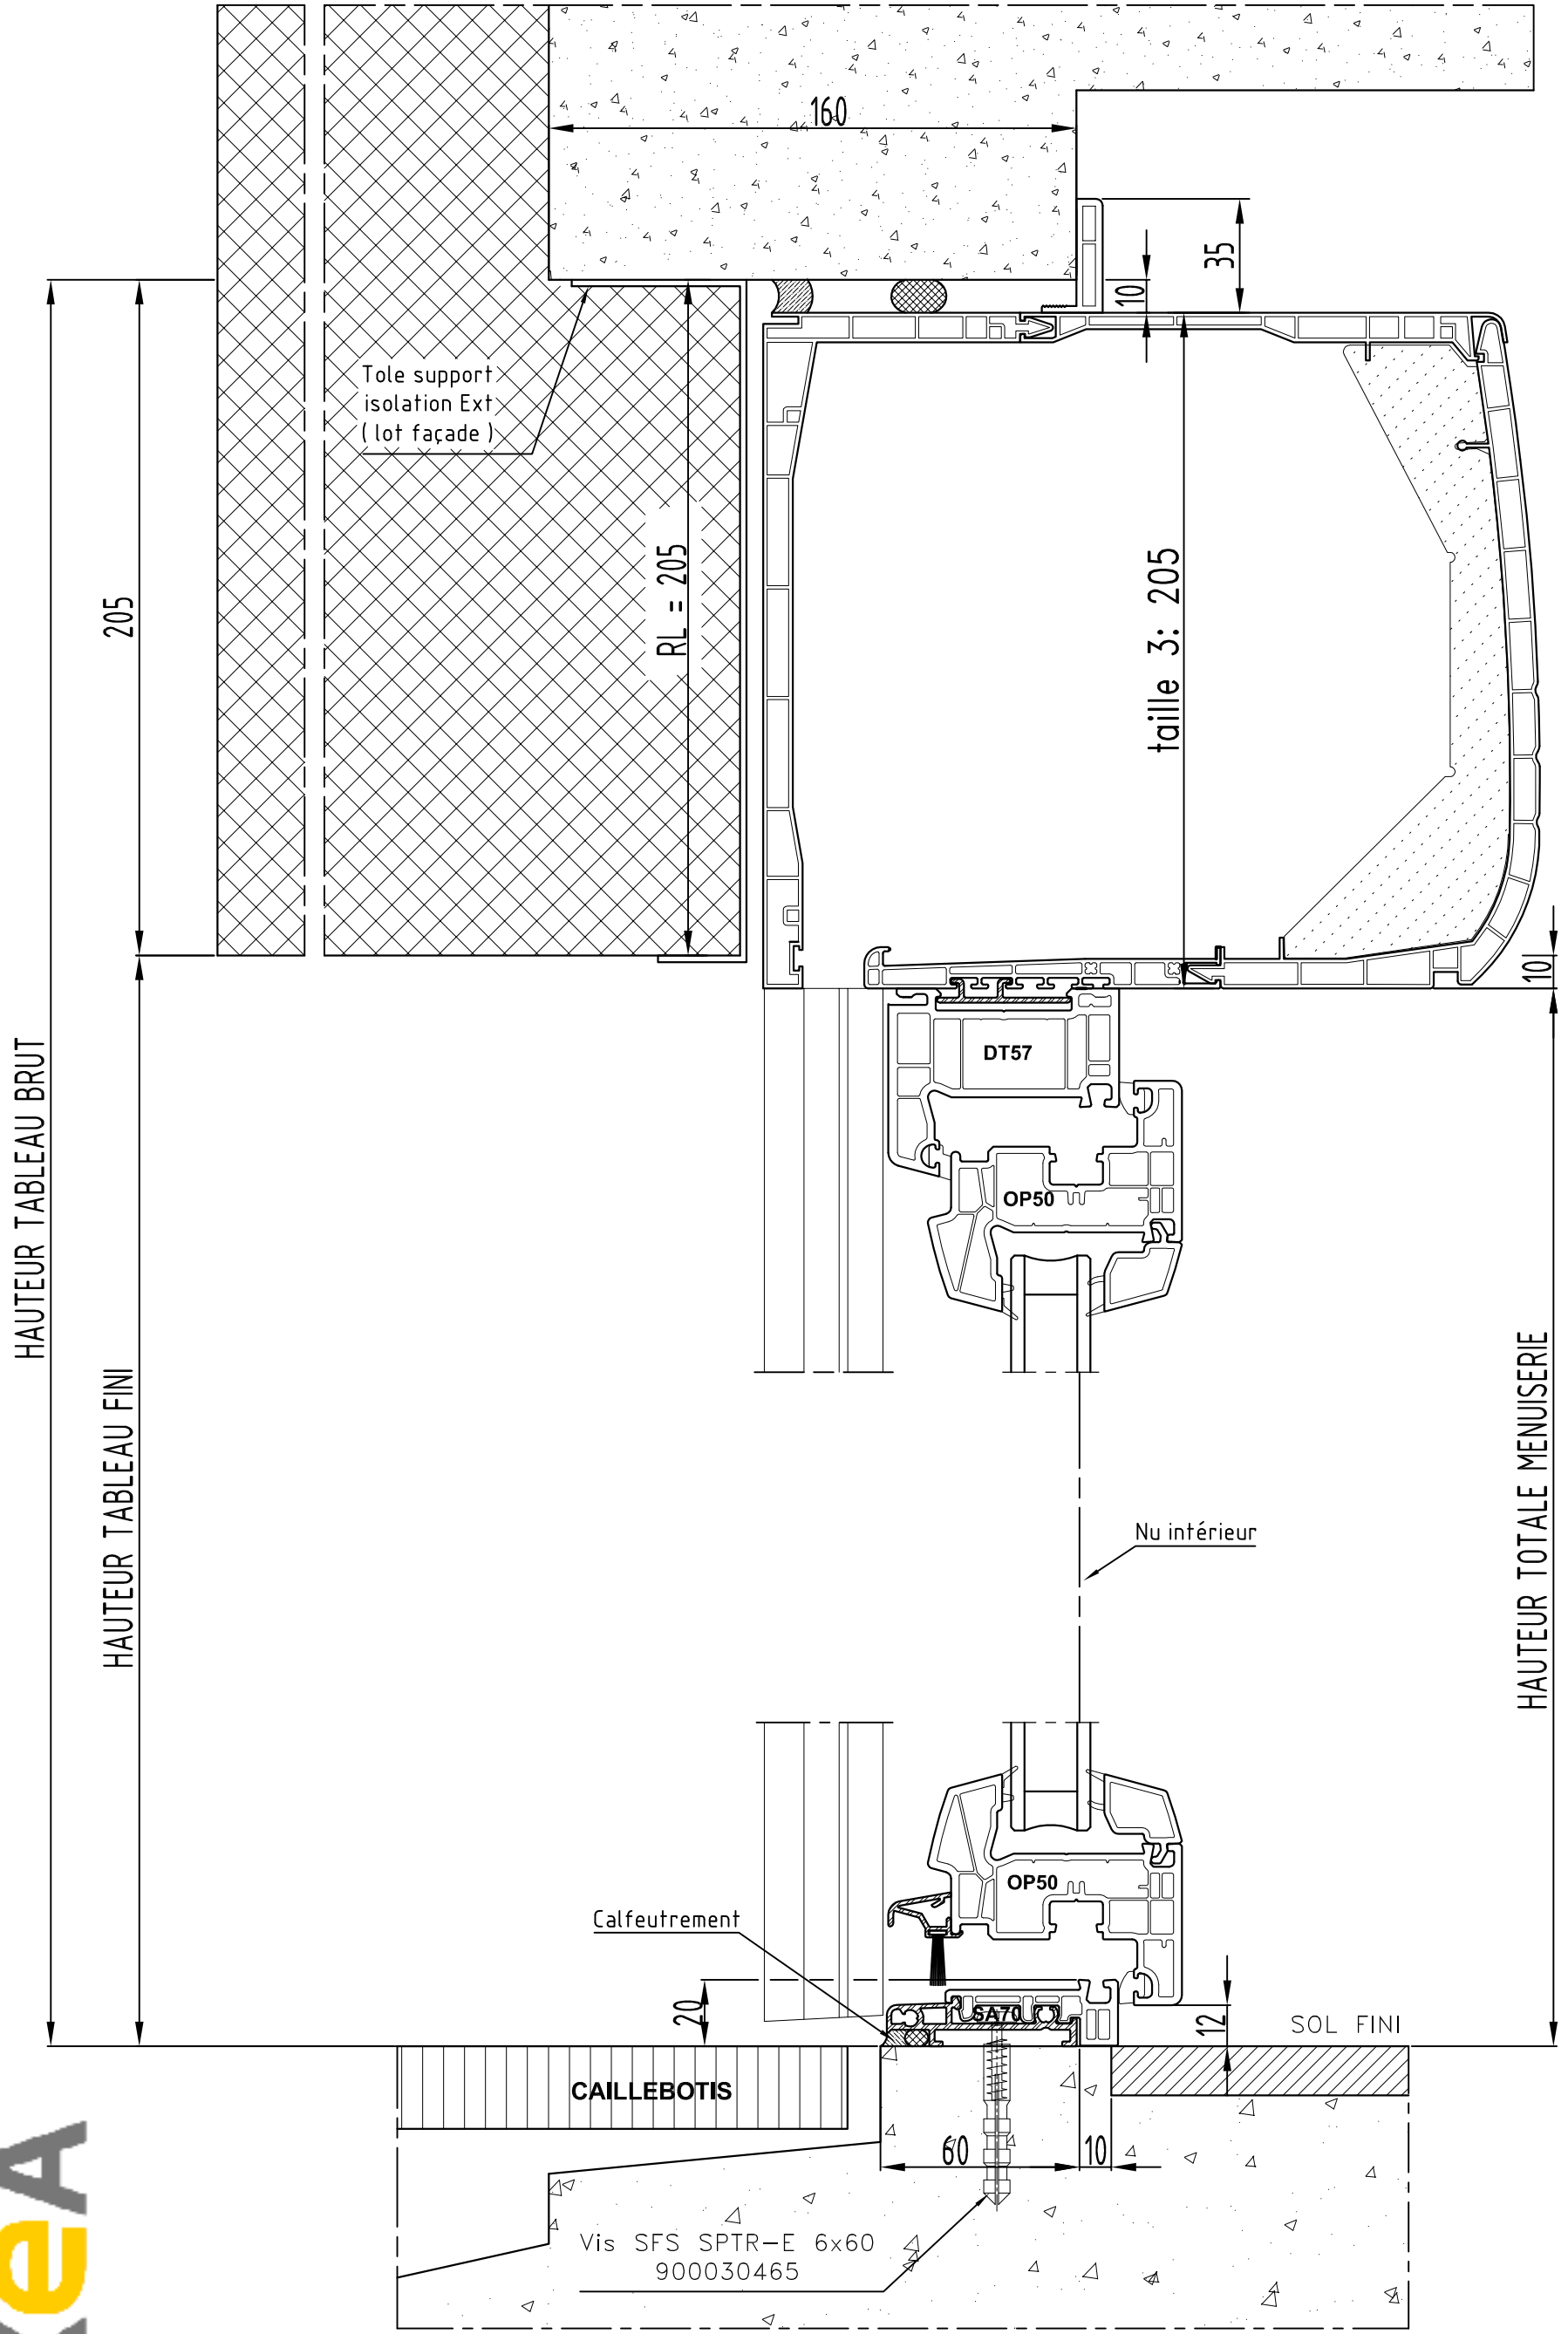 160
35
10
Tole support
isolation Ext
( lot façade )
205
RL = 205
taille 3: 205
10
HAUTEUR TABLEAU BRUT
DT57
OP50
HAUTEUR TABLEAU FINI
HAUTEUR TOTALE MENUISERIE
Nu intérieur
OP50
Calfeutrement
20
SA70
12
SOL FINI
CAILLEBOTIS
60
10
Vis SFS SPTR-E 6x60
900030465
eA